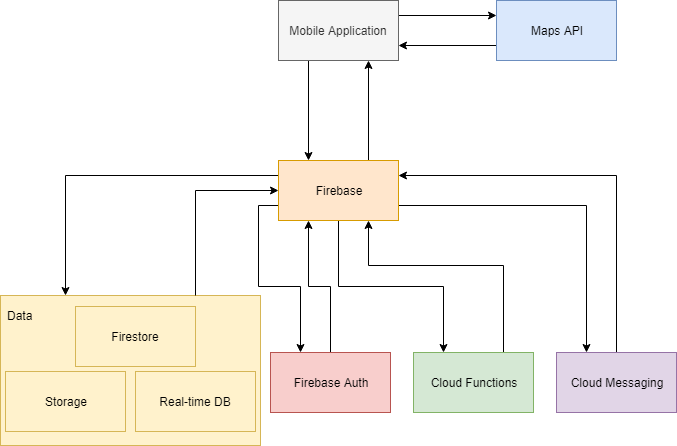 Mobile Application
Maps API
Firebase
Data
Firestore
Storage
Real-time DB
Firebase Auth
Cloud Functions
Cloud Messaging